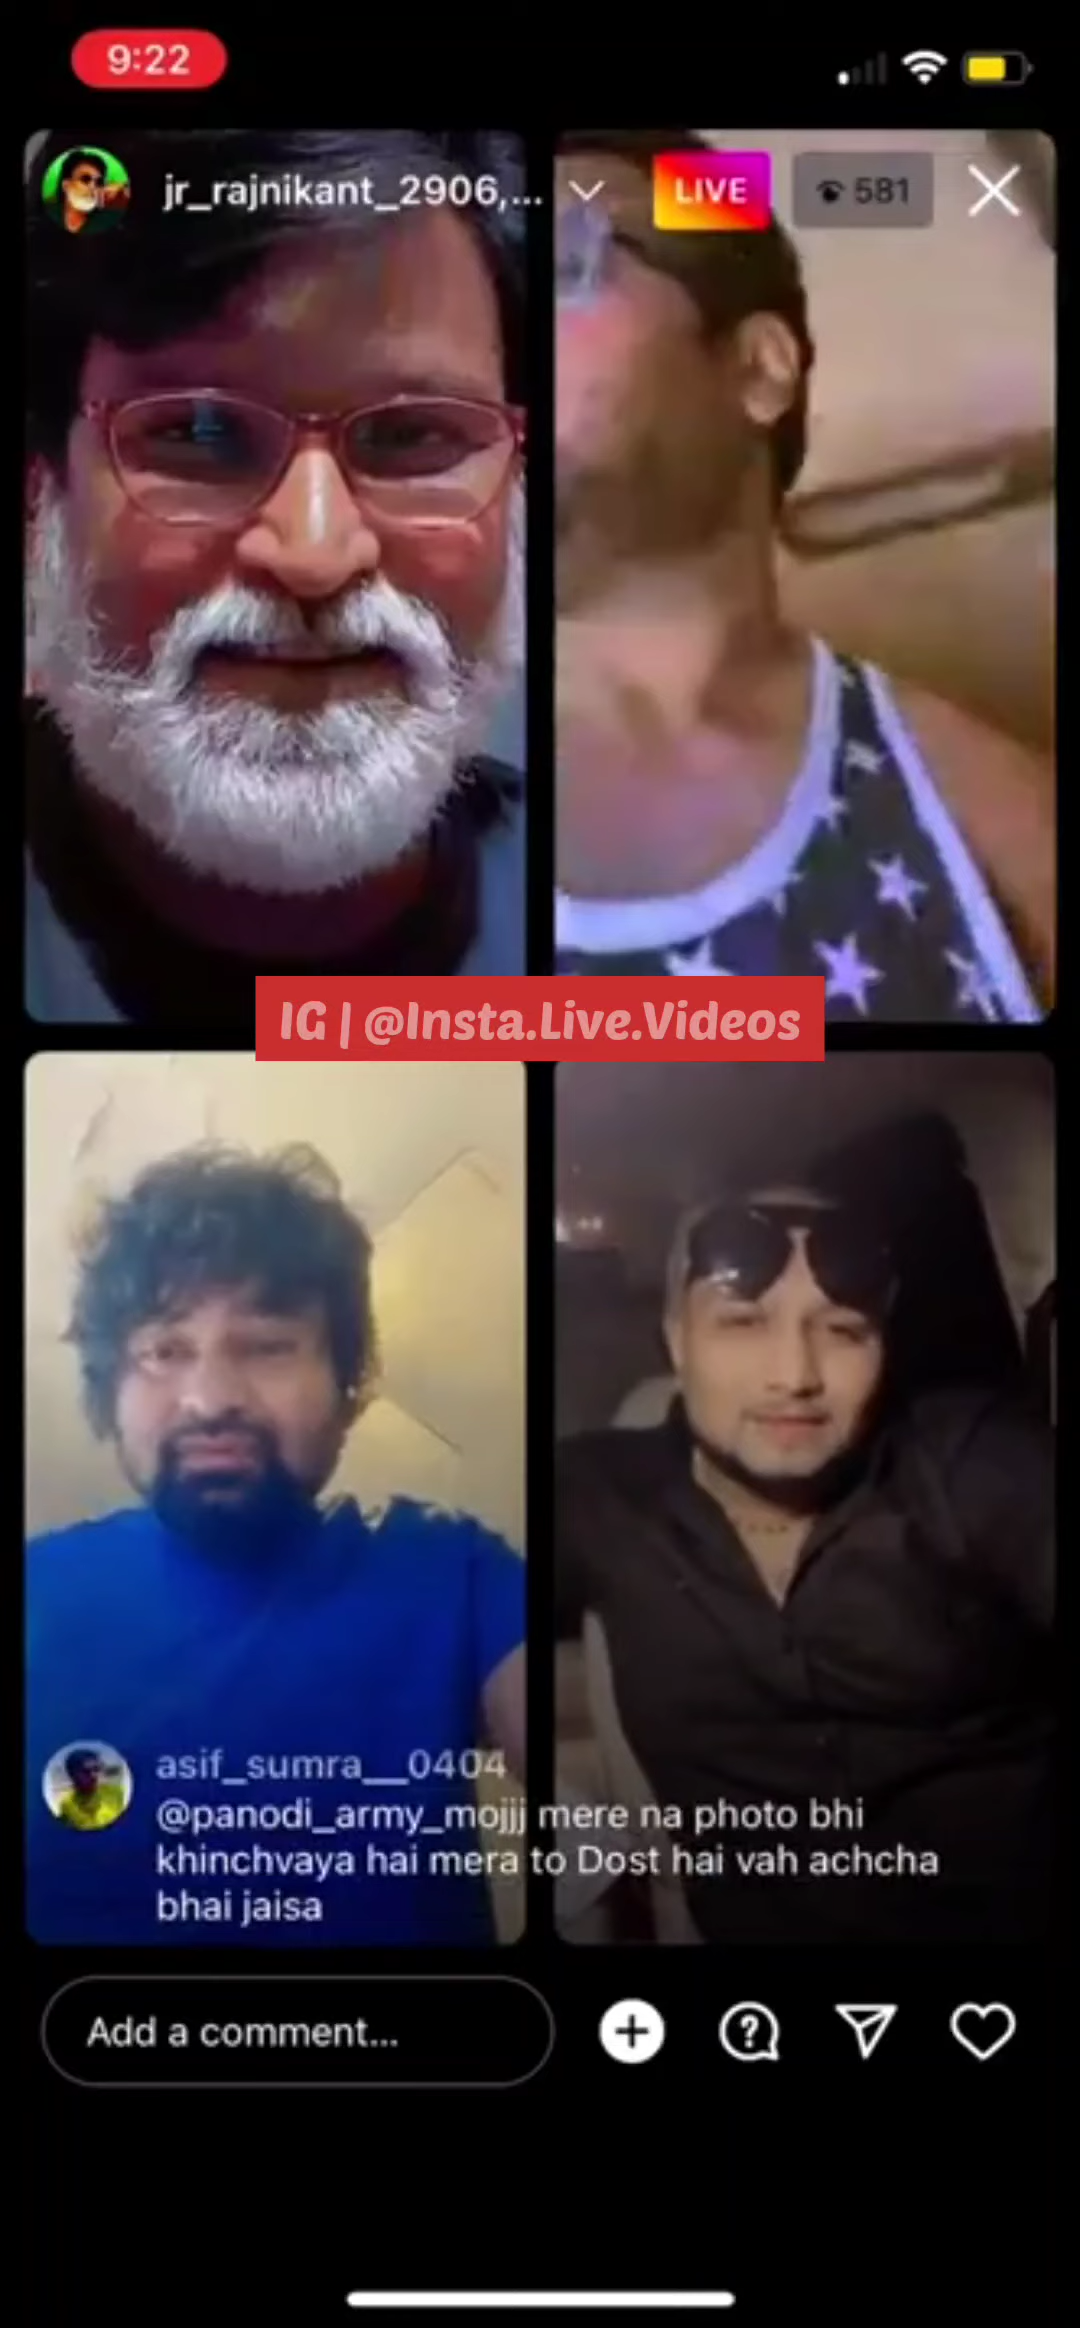 9:22
jr_rajnikant_2906,...
LIVE
581
IG | @Insta.Live.Videos
asif_sumra__0404
@panodi_army_mojjj mere na photo bhi
khinchvaya hai mera to Dost hai vah achcha
bhai jaisa
Add a comment...